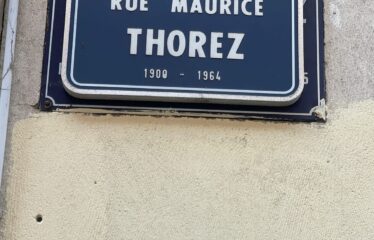 RUE MAURICE
THOREZ
1900 - 1964